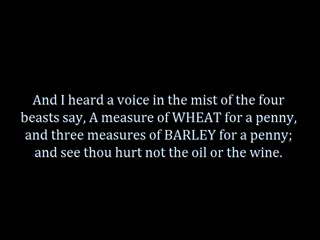 And I heard a voice in the mist of the four
beasts say, A measure of WHEAT for a penny,
and three measures of BARLEY for a penny;
and see thou hurt not the oil or the wine.